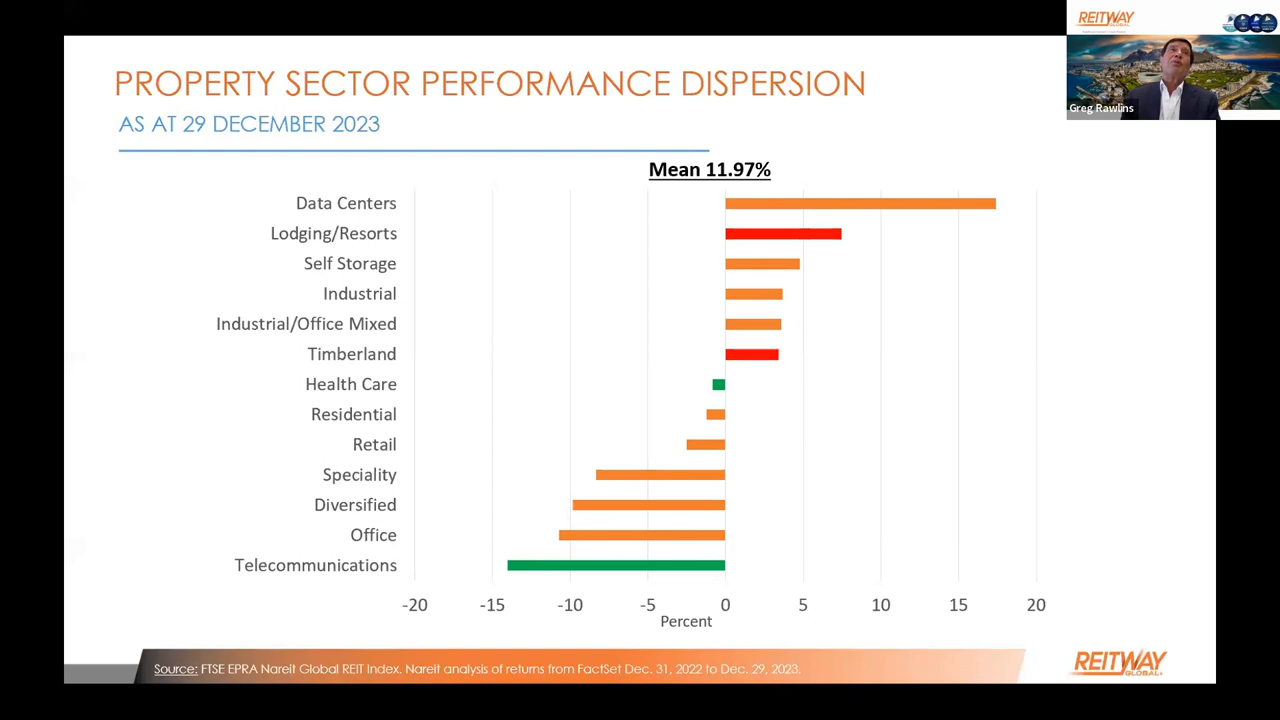 REITWAY
GLOBAL
Greg Rawlins
PROPERTY SECTOR PERFORMANCE DISPERSION
AS AT 29 DECEMBER 2023
Mean 11.97%
Data Centers
Lodging/Resorts
Self Storage
Industrial
Industrial/Office Mixed
Timberland
Health Care
Residential
Retail
Speciality
Diversified
Office
Telecommunications
-20 -15 -10 -5 0 5 10 15 20
Percent
Source: FTSE EPRA Nareit Global REIT Index. Nareit analysis of returns from FactSet Dec. 31, 2022 to Dec. 29, 2023.
REITWAY
GLOBAL